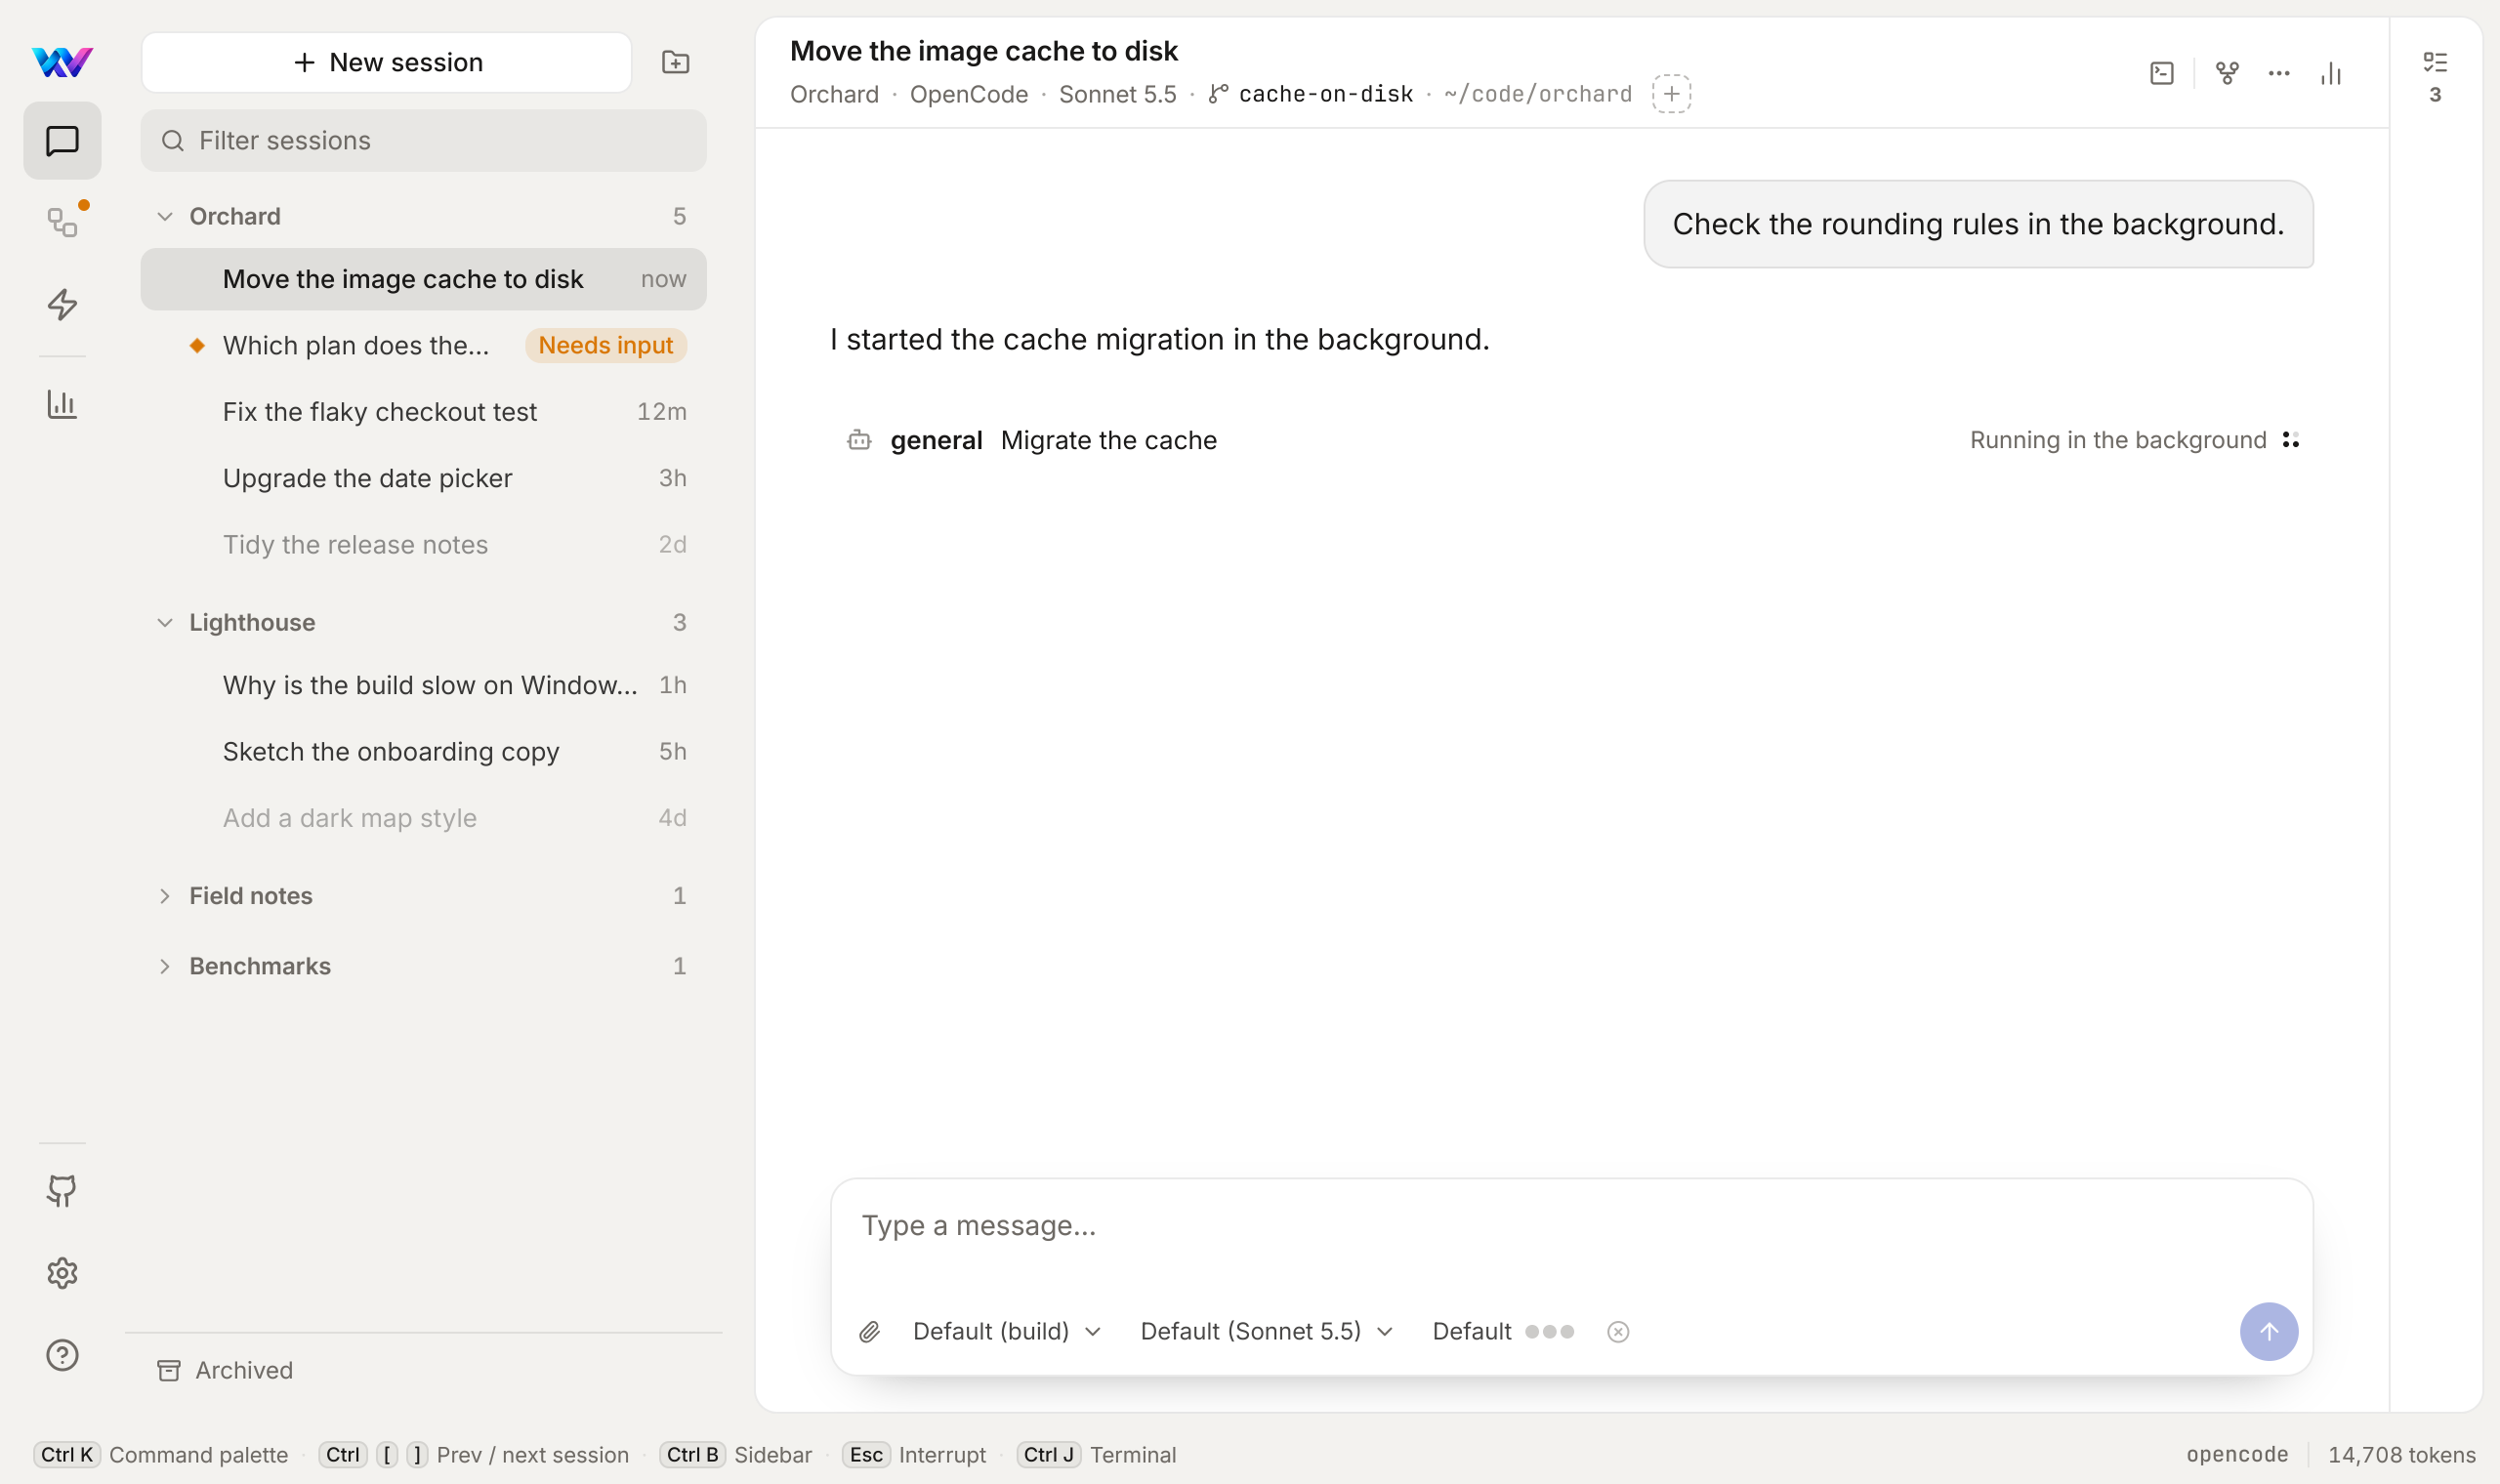 New session
Filter sessions
Orchard 5
Move the image cache to disk now
Which plan does the... Needs input
Fix the flaky checkout test 12m
Upgrade the date picker 3h
Tidy the release notes 2d
Lighthouse 3
Why is the build slow on Window... 1h
Sketch the onboarding copy 5h
Add a dark map style 4d
Field notes 1
Benchmarks 1
Archived
Move the image cache to disk
Orchard · OpenCode · Sonnet 5.5 · cache-on-disk · ~/code/orchard
3
Check the rounding rules in the background.
I started the cache migration in the background.
general Migrate the cache Running in the background
Type a message...
Default (build) Default (Sonnet 5.5) Default
Ctrl K Command palette · Ctrl [ ] Prev / next session · Ctrl B Sidebar · Esc Interrupt · Ctrl J Terminal
opencode 14,708 tokens